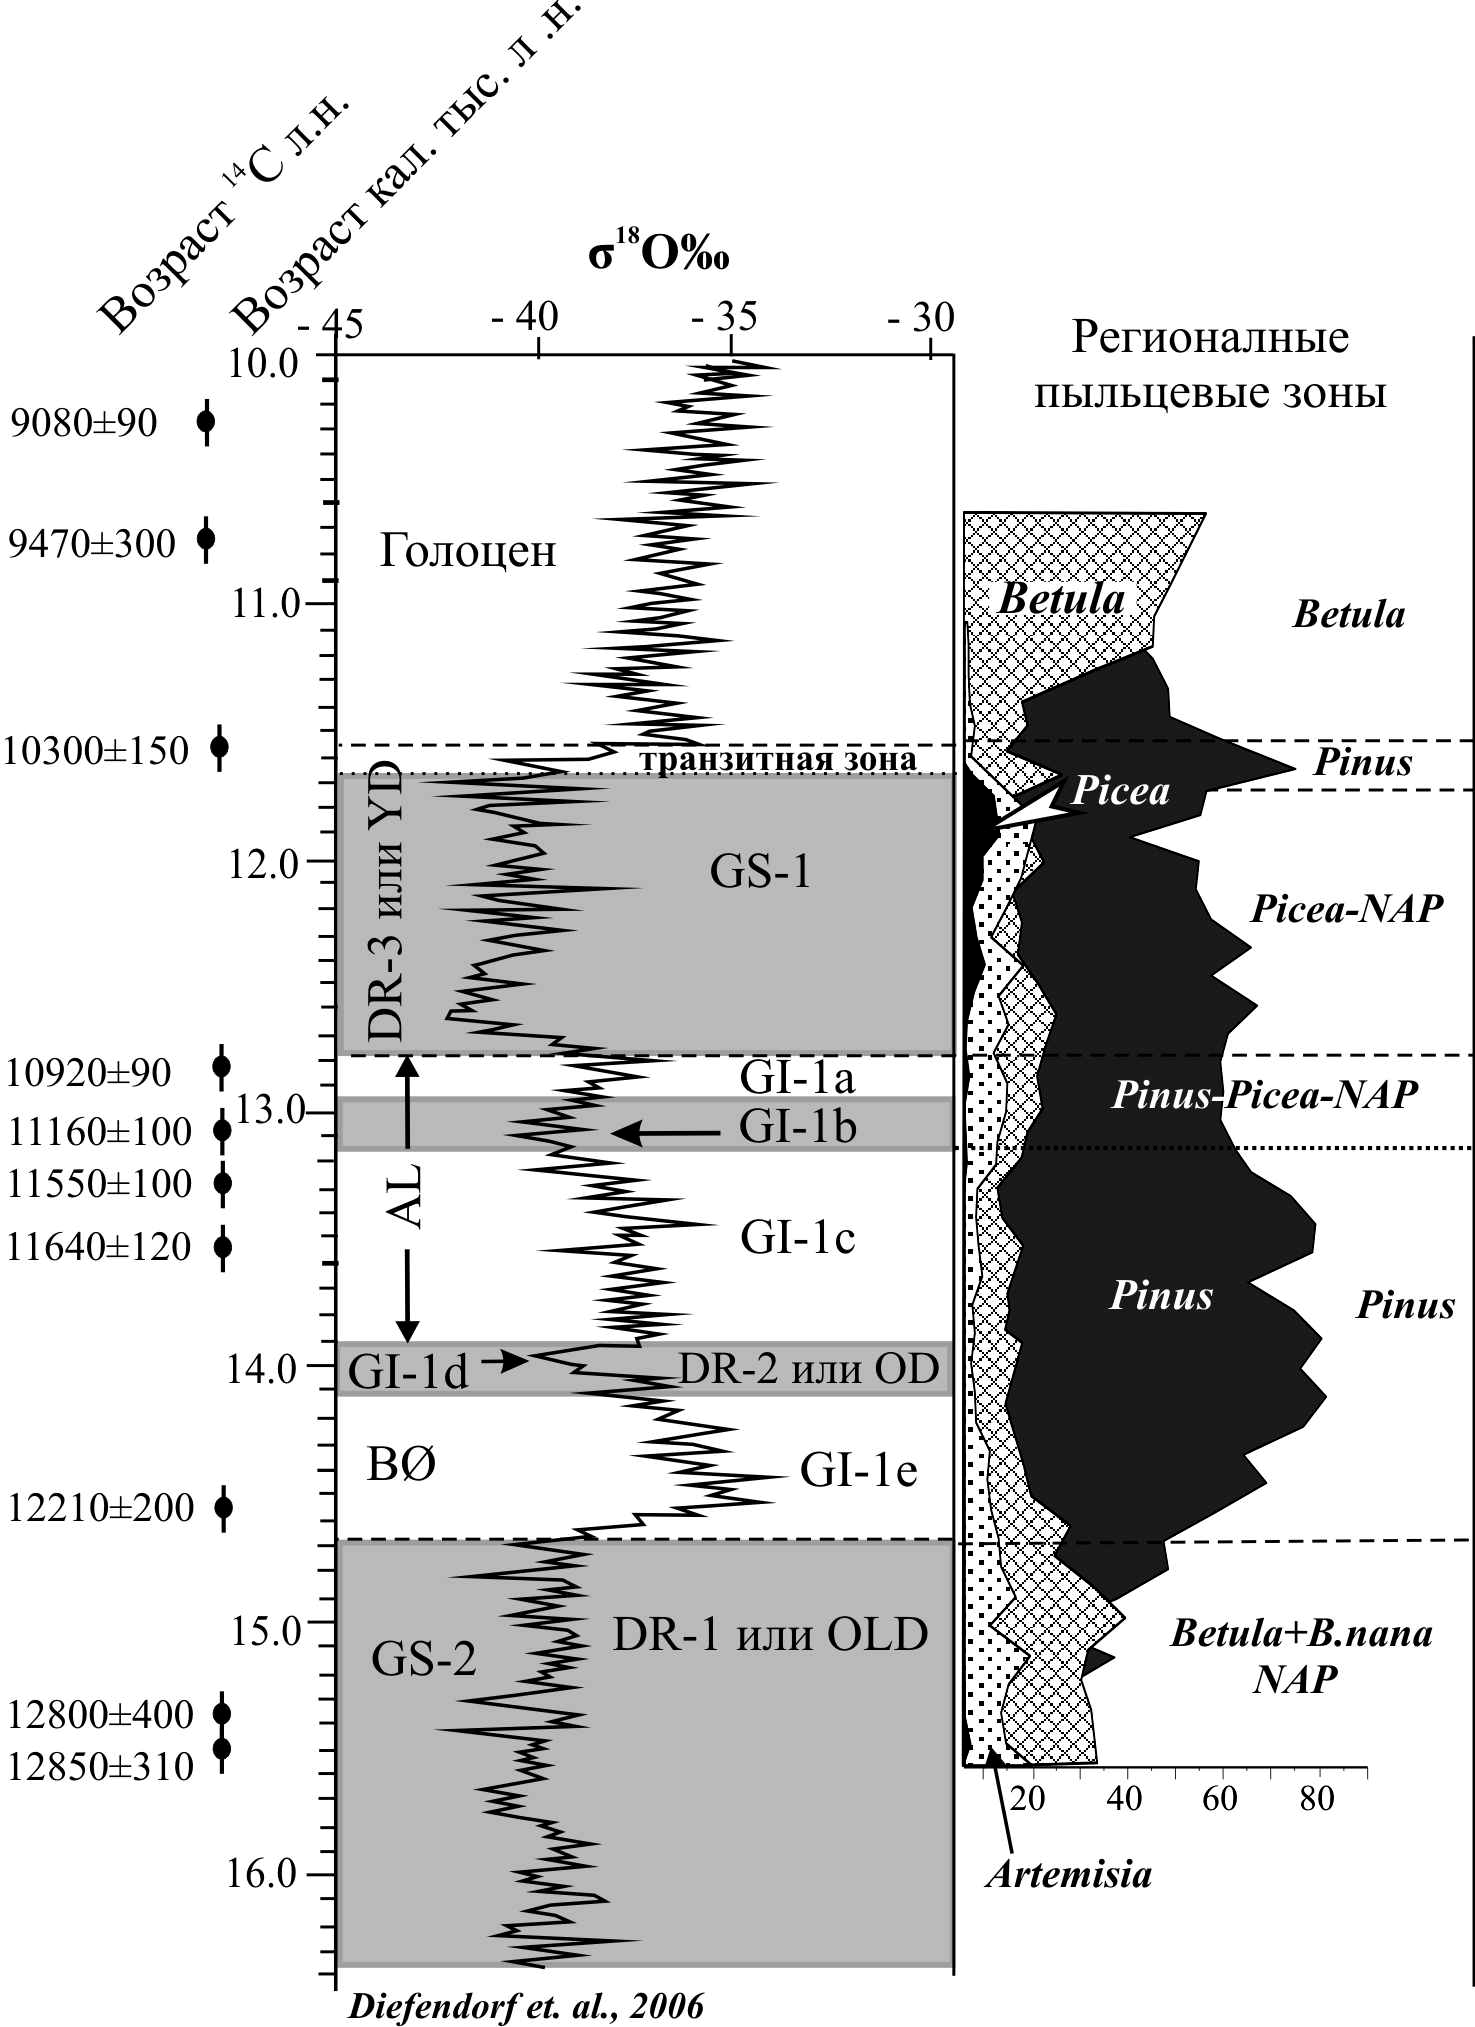 Возраст ¹⁴С л.н.
Возраст кал. тыс. л .н.
σ¹⁸O‰
- 45
- 40
- 35
- 30
Регионалные
пыльцевые зоны
10.0
9080±90
9470±300
Голоцен
11.0
Betula
Betula
10300±150
транзитная зона
Pinus
Picea
DR-3 или YD
12.0
GS-1
Picea-NAP
10920±90
GI-1a
Pinus-Picea-NAP
13.0
11160±100
GI-1b
11550±100
AL
11640±120
GI-1c
Pinus
Pinus
14.0
GI-1d
DR-2 или OD
BØ
GI-1e
12210±200
15.0
DR-1 или OLD
GS-2
Betula+B.nana
NAP
12800±400
12850±310
20
40
60
80
16.0
Artemisia
Diefendorf et. al., 2006